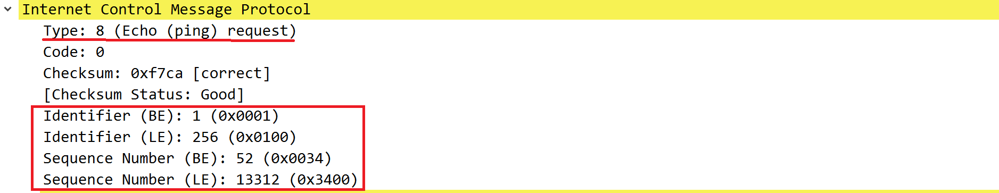 Internet Control Message Protocol
Type: 8 (Echo (ping) request)
Code: 0
Checksum: 0xf7ca [correct]
[Checksum Status: Good]
Identifier (BE): 1 (0x0001)
Identifier (LE): 256 (0x0100)
Sequence Number (BE): 52 (0x0034)
Sequence Number (LE): 13312 (0x3400)